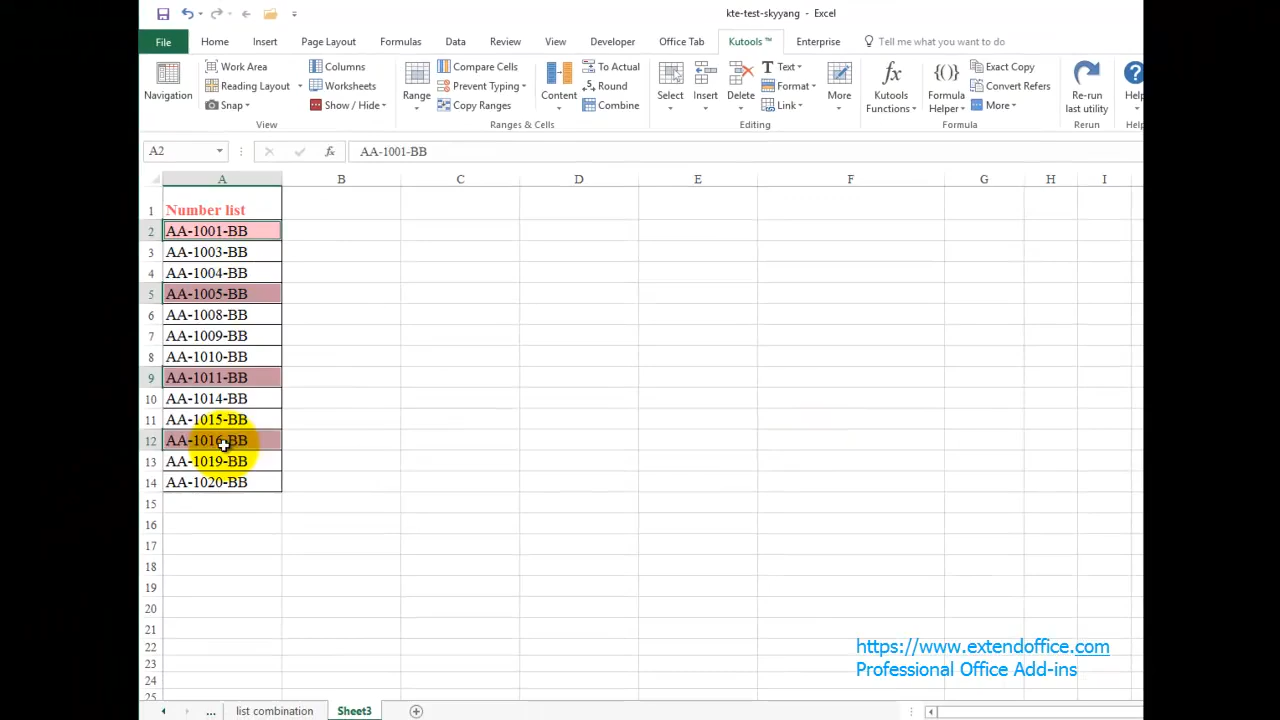 kte-test-skyyang - Excel
File Home Insert Page Layout Formulas Data Review View Developer Office Tab Kutools ™ Enterprise Tell me what you want to do
Navigation
Work Area
Reading Layout
Snap
Columns
Worksheets
Show / Hide
View
Range
Compare Cells
Prevent Typing
Copy Ranges
Content
To Actual
Round
Combine
Ranges & Cells
Select
Insert
Delete
Text
Format
Link
More
Editing
Kutools
Functions
Formula
Helper
Exact Copy
Convert Refers
More
Formula
Re-run
last utility
Rerun
Help
Help
A2 fx AA-1001-BB
A B C D E F G H I
1 Number list
2 AA-1001-BB
3 AA-1003-BB
4 AA-1004-BB
5 AA-1005-BB
6 AA-1008-BB
7 AA-1009-BB
8 AA-1010-BB
9 AA-1011-BB
10 AA-1014-BB
11 AA-1015-BB
12 AA-1016-BB
13 AA-1019-BB
14 AA-1020-BB
15
16
17
18
19
20
21
22
23
24
25
https://www.extendoffice.com
Professional Office Add-ins
... list combination Sheet3